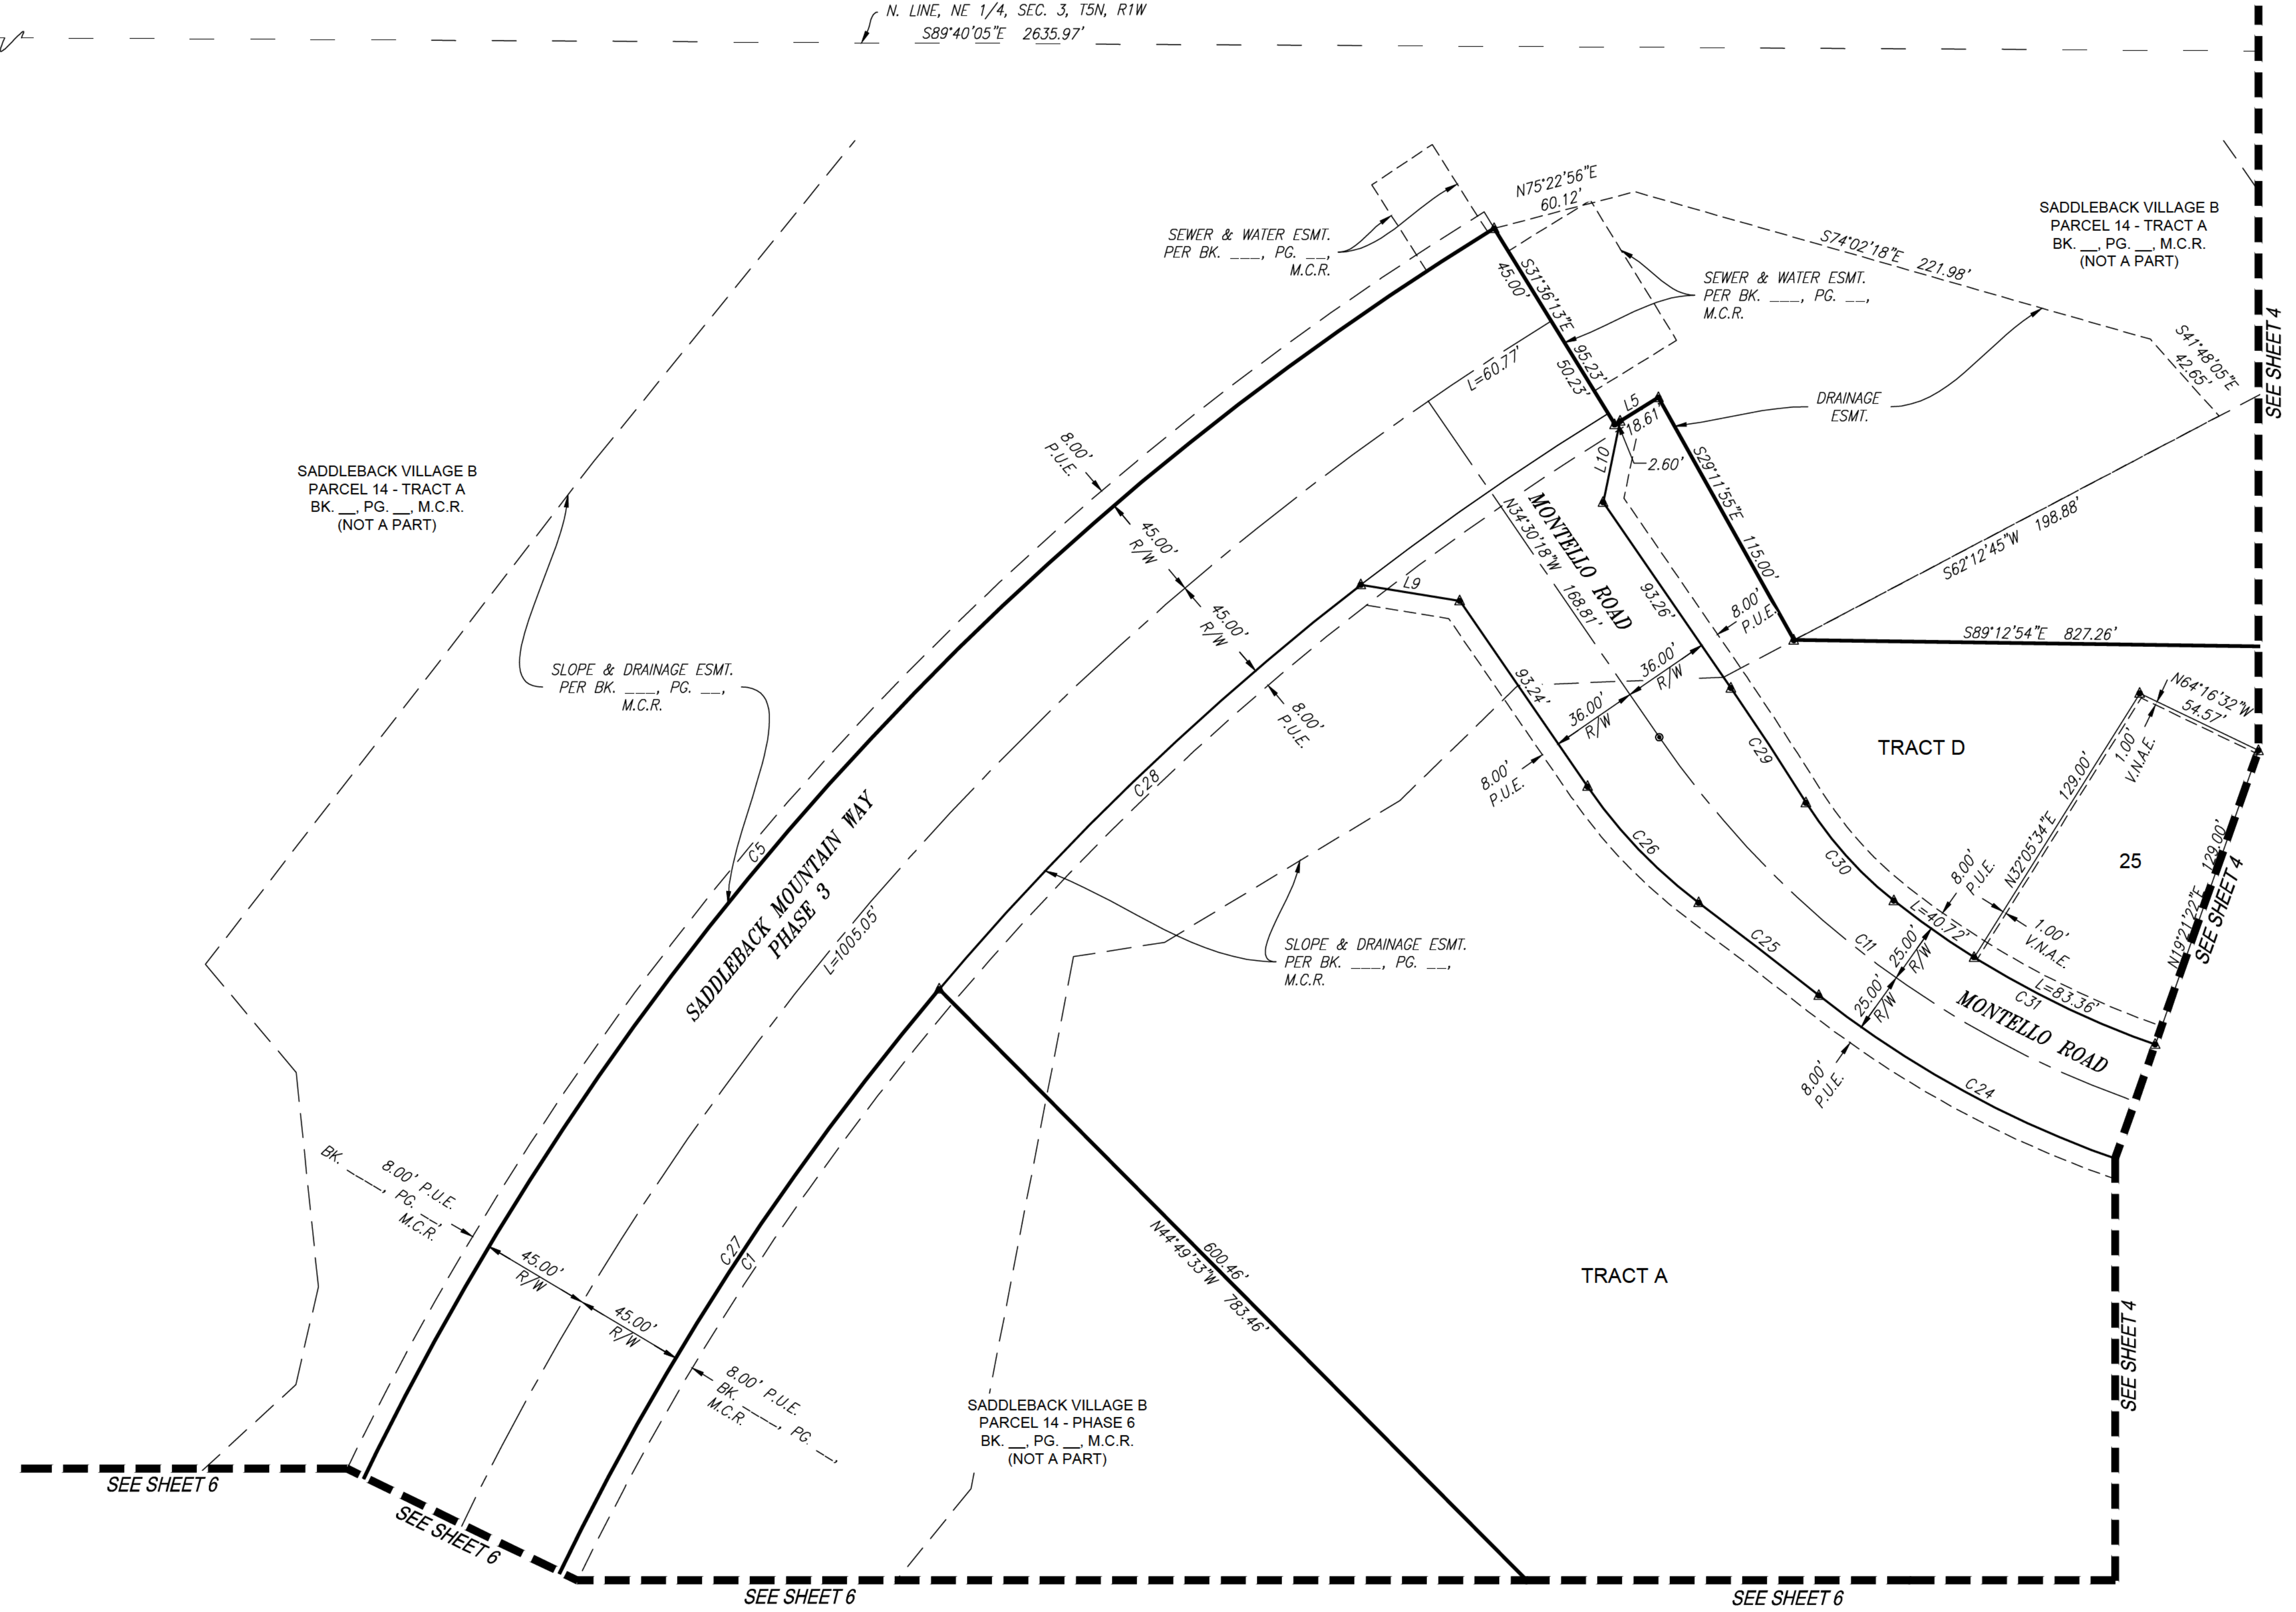 N. LINE, NE 1/4, SEC. 3, T5N, R1W
S89°40'05"E 2635.97'
SEE SHEET 4
N75°22'56"E
60.12'
SADDLEBACK VILLAGE B
PARCEL 14 - TRACT A
BK. __, PG. __, M.C.R.
(NOT A PART)
SEWER & WATER ESMT.
PER BK. ___, PG. __,
M.C.R.
S74°02'18"E 221.98'
S31°36'13"E 95.23'
45.00'
50.23'
SEWER & WATER ESMT.
PER BK. ___, PG. __,
M.C.R.
S41°48'05"E
42.65'
L=60.77'
L5
18.61'
DRAINAGE
ESMT.
8.00'
P.U.E.
L10
2.60'
SADDLEBACK VILLAGE B
PARCEL 14 - TRACT A
BK. __, PG. __, M.C.R.
(NOT A PART)
S29°11'55"E 115.00'
S62°12'45"W 198.88'
45.00'
R/W
MONTELLO ROAD
N34°30'18"W 168.81'
L9
93.26'
8.00'
P.U.E.
45.00'
R/W
S89°12'54"E 827.26'
SLOPE & DRAINAGE ESMT.
PER BK. ___, PG. __,
M.C.R.
36.00'
R/W
93.24'
36.00'
R/W
8.00'
P.U.E.
N64°16'32"W
54.57'
1.00'
V.N.A.E.
TRACT D
C29
C28
8.00'
P.U.E.
N32°05'34"E 129.00'
C5
SADDLEBACK MOUNTAIN WAY
PHASE 3
L=1005.05'
C26
C30
8.00'
P.U.E.
25
N19°21'22"E 129.00'
SEE SHEET 4
L=40.72'
1.00'
V.N.A.E.
25.00'
R/W
C11
C25
25.00'
R/W
SLOPE & DRAINAGE ESMT.
PER BK. ___, PG. __,
M.C.R.
C31
L=83.36'
MONTELLO ROAD
C24
8.00'
P.U.E.
8.00' P.U.E.
BK. ____, PG. __,
M.C.R.
45.00'
R/W
45.00'
R/W
C27
C1
N44°49'33"W 783.46'
600.46'
TRACT A
8.00' P.U.E.
BK. ____, PG. __,
M.C.R.
SADDLEBACK VILLAGE B
PARCEL 14 - PHASE 6
BK. __, PG. __, M.C.R.
(NOT A PART)
SEE SHEET 4
SEE SHEET 6
SEE SHEET 6
SEE SHEET 6
SEE SHEET 6